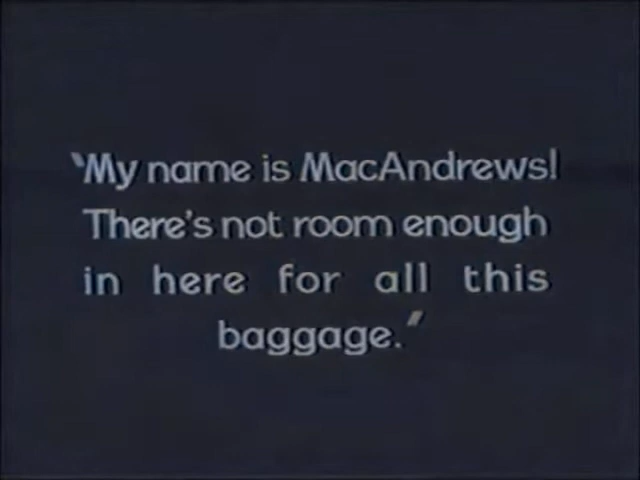 "My name is MacAndrews!
There's not room enough
in here for all this
baggage."